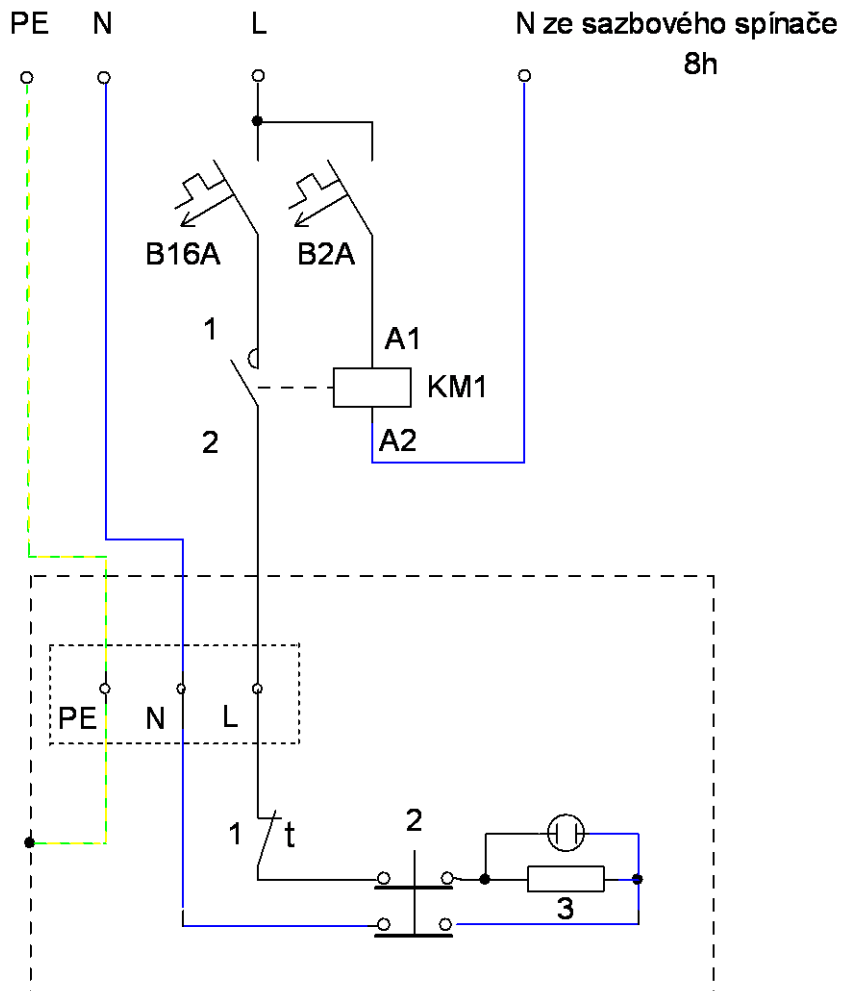 PE N L N ze sazbového spínače
8h
B16A B2A
1
A1
KM1
2 A2
PE N L
1 t 2
3